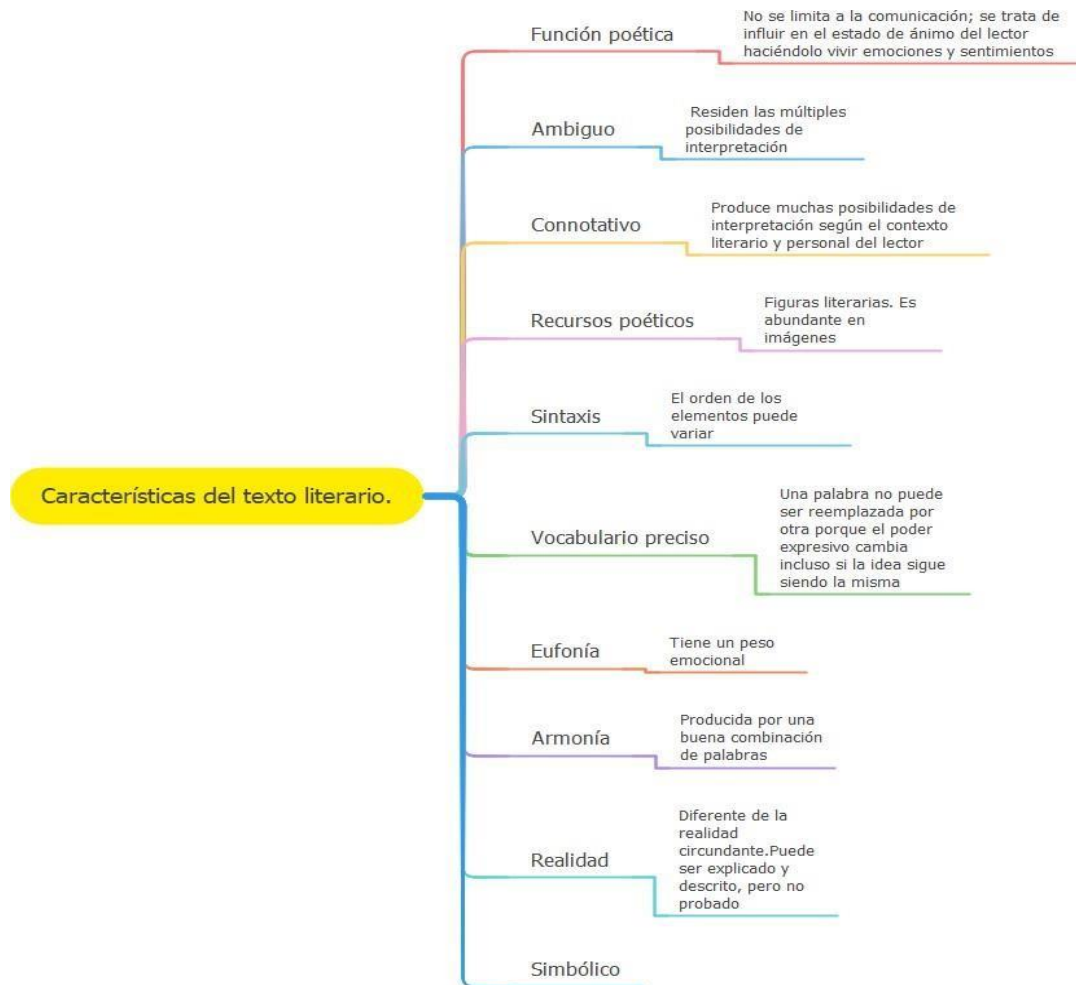 Función poética
No se limita a la comunicación; se trata de
influir en el estado de ánimo del lector
haciéndolo vivir emociones y sentimientos
Ambiguo
Residen las múltiples
posibilidades de
interpretación
Connotativo
Produce muchas posibilidades de
interpretación según el contexto
literario y personal del lector
Recursos poéticos
Figuras literarias. Es
abundante en
imágenes
Sintaxis
El orden de los
elementos puede
variar
Características del texto literario.
Vocabulario preciso
Una palabra no puede
ser reemplazada por
otra porque el poder
expresivo cambia
incluso si la idea sigue
siendo la misma
Eufonía
Tiene un peso
emocional
Armonía
Producida por una
buena combinación
de palabras
Realidad
Diferente de la
realidad
circundante.Puede
ser explicado y
descrito, pero no
probado
Simbólico